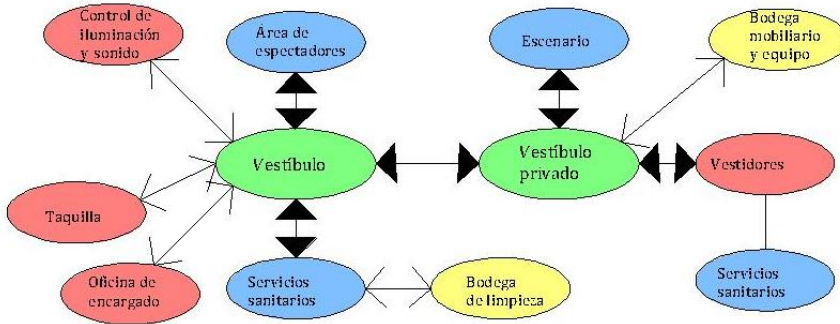 Control de
iluminación
y sonido
Área de
espectadores
Escenario
Bodega
mobiliario
y equipo
Vestíbulo
Vestíbulo
privado
Vestidores
Taquilla
Oficina de
encargado
Servicios
sanitarios
Bodega
de limpieza
Servicios
sanitarios